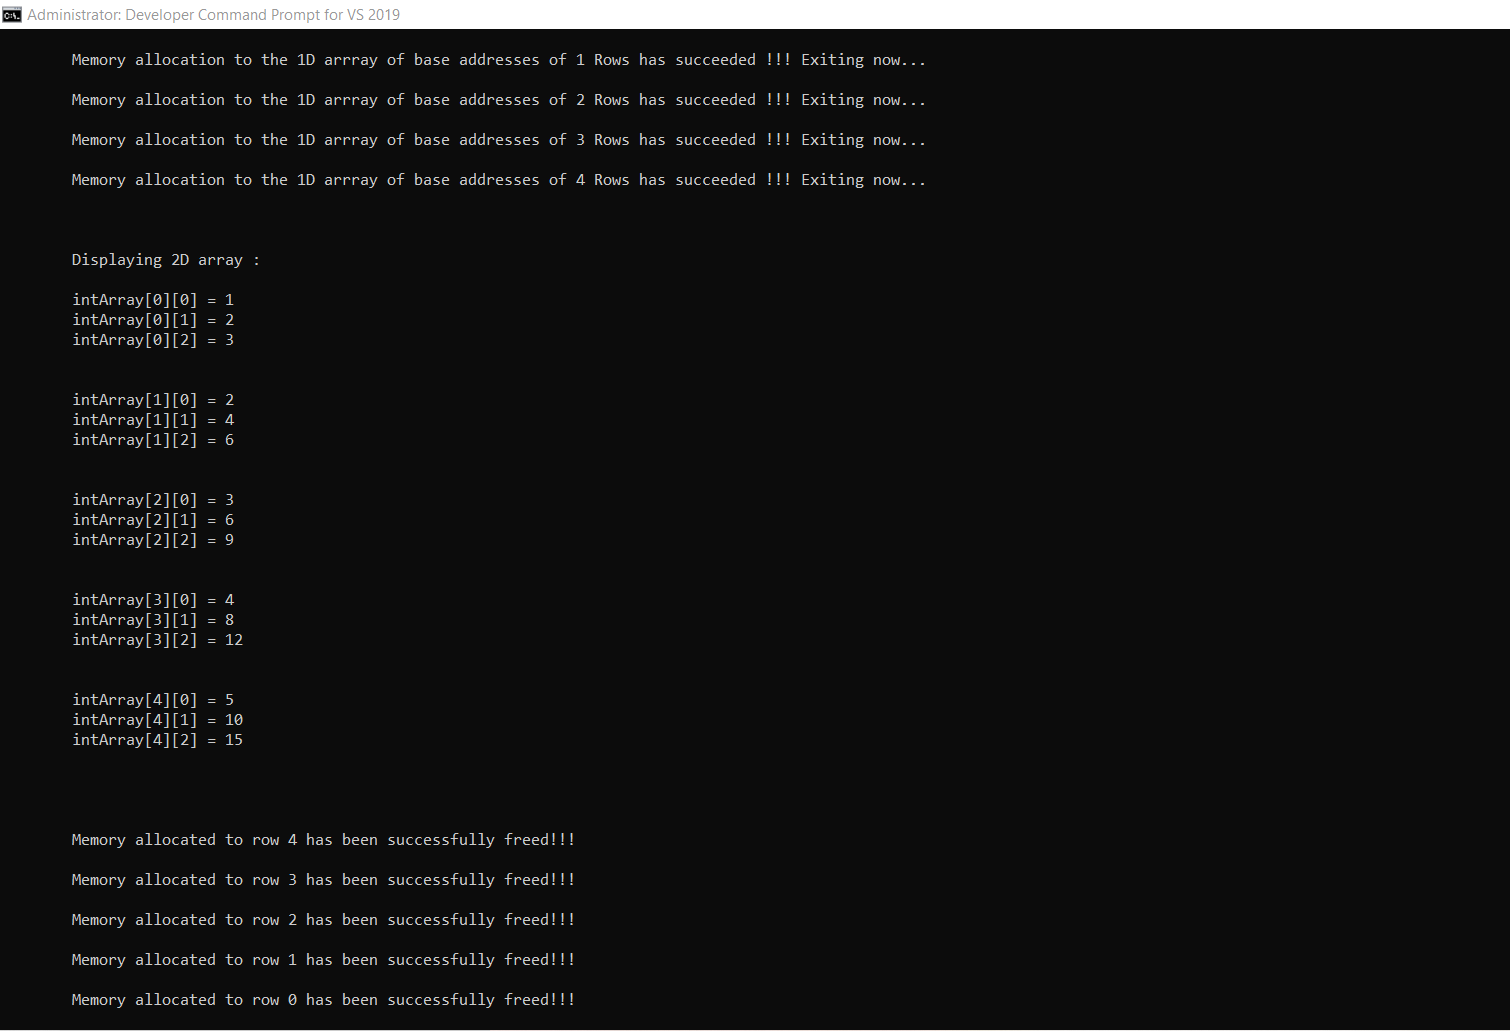 Administrator: Developer Command Prompt for VS 2019
Memory allocation to the 1D arrray of base addresses of 1 Rows has succeeded !!! Exiting now...
Memory allocation to the 1D arrray of base addresses of 2 Rows has succeeded !!! Exiting now...
Memory allocation to the 1D arrray of base addresses of 3 Rows has succeeded !!! Exiting now...
Memory allocation to the 1D arrray of base addresses of 4 Rows has succeeded !!! Exiting now...
Displaying 2D array :
intArray[0][0] = 1
intArray[0][1] = 2
intArray[0][2] = 3
intArray[1][0] = 2
intArray[1][1] = 4
intArray[1][2] = 6
intArray[2][0] = 3
intArray[2][1] = 6
intArray[2][2] = 9
intArray[3][0] = 4
intArray[3][1] = 8
intArray[3][2] = 12
intArray[4][0] = 5
intArray[4][1] = 10
intArray[4][2] = 15
Memory allocated to row 4 has been successfully freed!!!
Memory allocated to row 3 has been successfully freed!!!
Memory allocated to row 2 has been successfully freed!!!
Memory allocated to row 1 has been successfully freed!!!
Memory allocated to row 0 has been successfully freed!!!